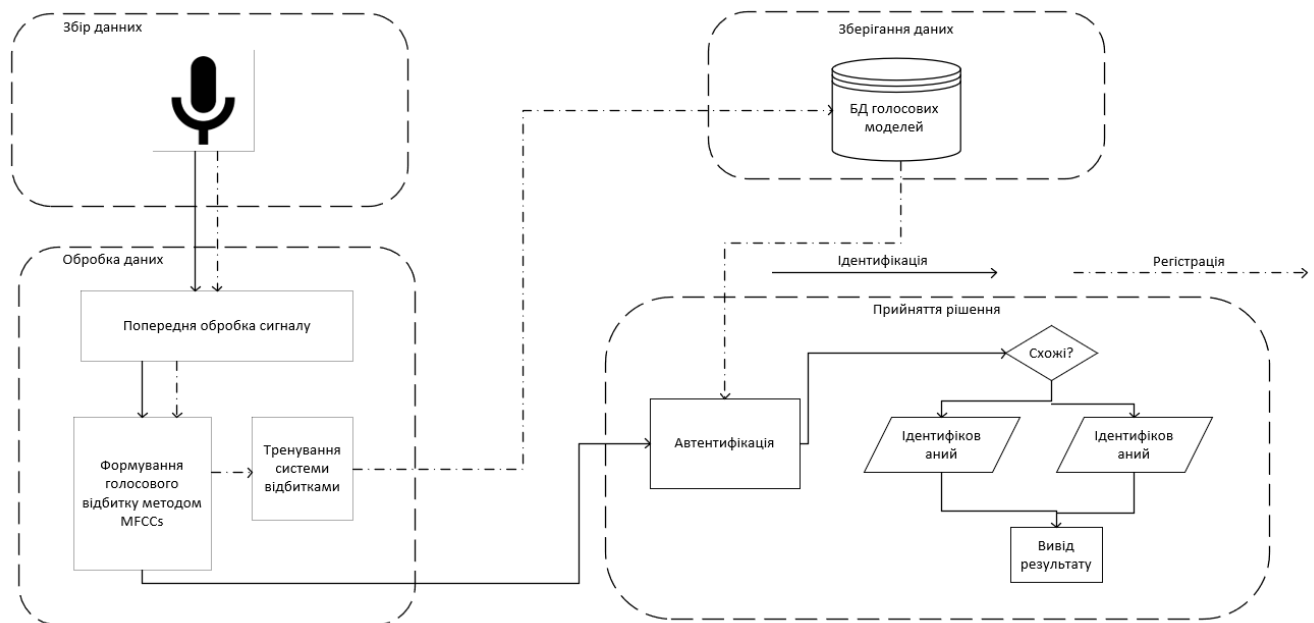 Збір данних
Зберігання даних
БД голосових
моделей
Обробка даних
Ідентифікація
Регістрація
Попередня обробка сигналу
Прийняття рішення
Схожі?
Формування
голосового
відбитку методом
MFCCs
Тренування
системи
відбитками
Автентифікація
Ідентифіков
аний
Ідентифіков
аний
Вивід
результату